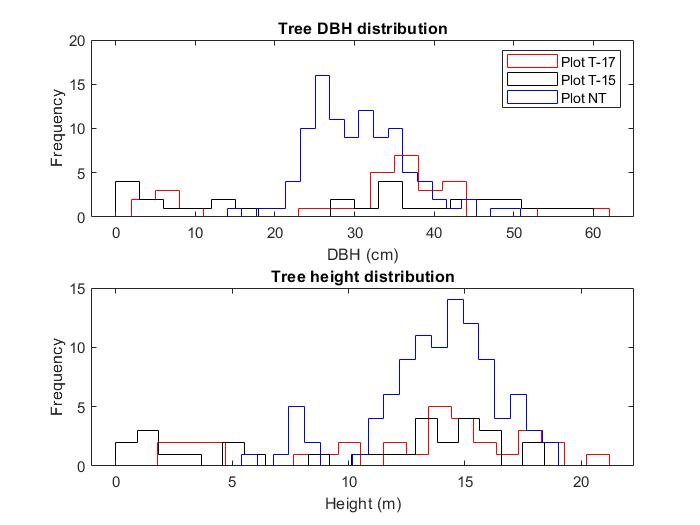 Tree DBH distribution
20
15
10
5
0
Frequency
Plot T-17
Plot T-15
Plot NT
0 10 20 30 40 50 60
DBH (cm)
Tree height distribution
15
10
5
0
Frequency
0 5 10 15 20
Height (m)